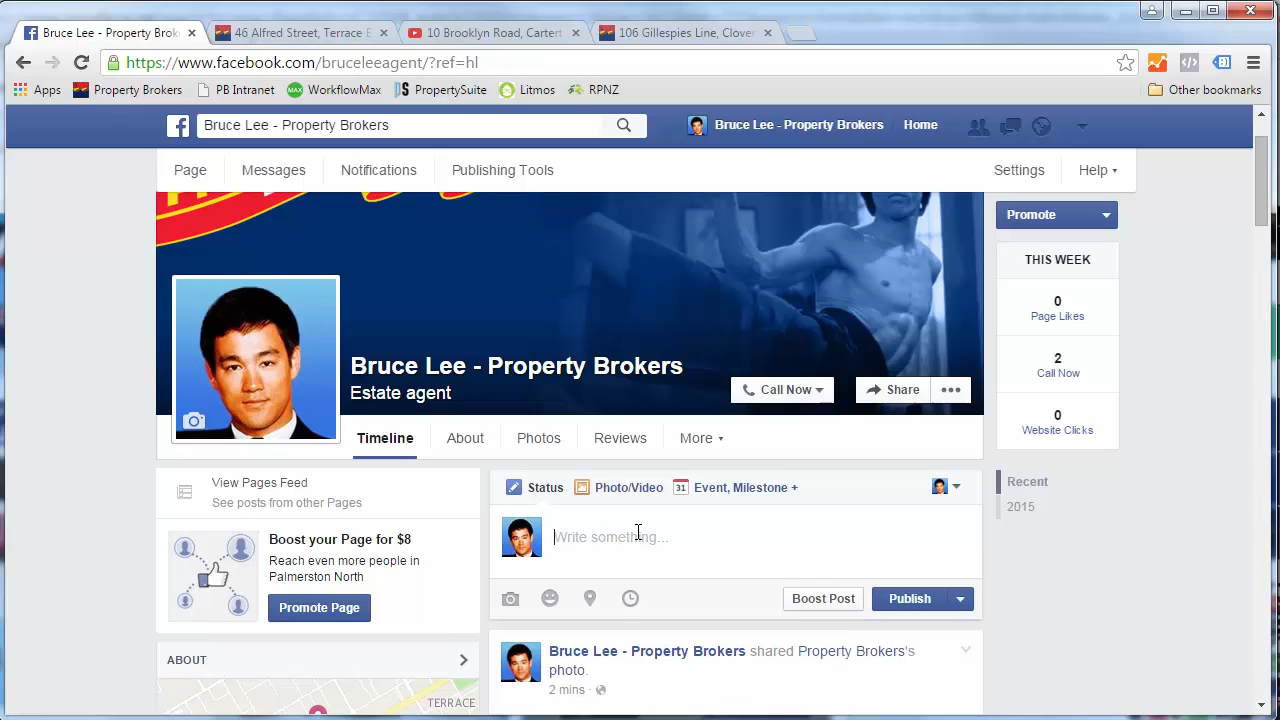 Bruce Lee - Property Brok
46 Alfred Street, Terrace E
10 Brooklyn Road, Cartert
106 Gillespies Line, Clover
https://www.facebook.com/bruceleeagent/?ref=hl
Apps
Property Brokers
PB Intranet
MAX WorkflowMax
PropertySuite
Litmos
RPNZ
Other bookmarks
Bruce Lee - Property Brokers
Bruce Lee - Property Brokers
Home
Page
Messages
Notifications
Publishing Tools
Settings
Help
Promote
THIS WEEK
0
Page Likes
2
Call Now
0
Website Clicks
Recent
2015
Bruce Lee - Property Brokers
Estate agent
Call Now
Share
Timeline
About
Photos
Reviews
More
View Pages Feed
See posts from other Pages
Boost your Page for $8
Reach even more people in
Palmerston North
Promote Page
ABOUT
TERRACE
Status
Photo/Video
31 Event, Milestone +
Write something...
Boost Post
Publish
Bruce Lee - Property Brokers shared Property Brokers's
photo.
2 mins ·